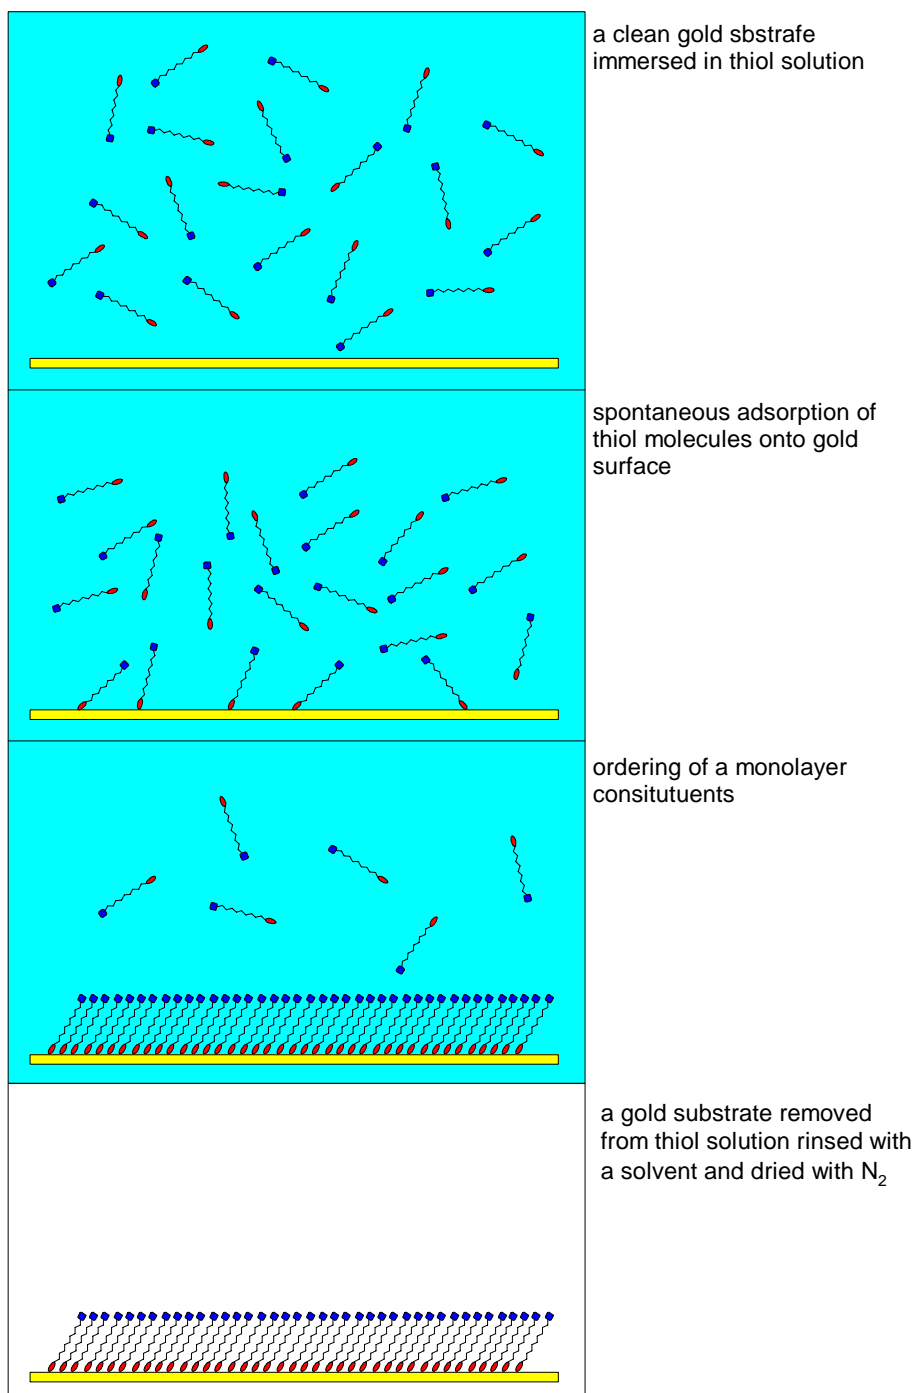 a clean gold sbstrafe
immersed in thiol solution
spontaneous adsorption of
thiol molecules onto gold
surface
ordering of a monolayer
consitutuents
a gold substrate removed
from thiol solution rinsed with
a solvent and dried with N₂